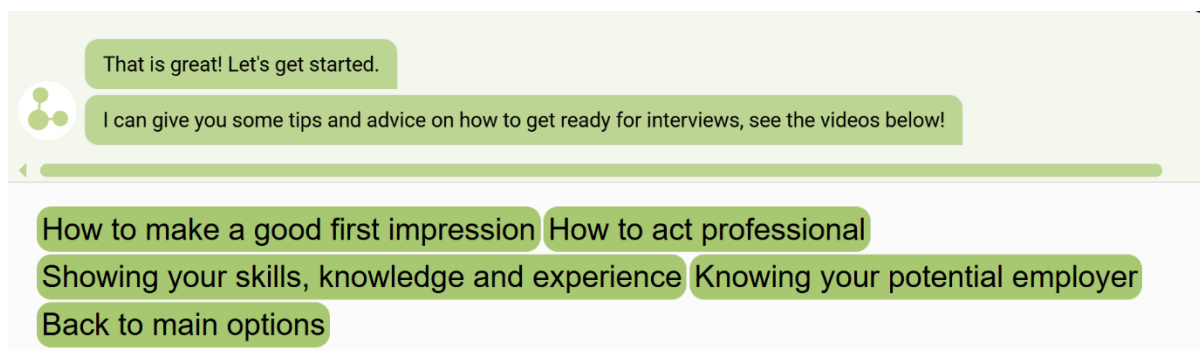 That is great! Let's get started.
I can give you some tips and advice on how to get ready for interviews, see the videos below!
How to make a good first impression How to act professional
Showing your skills, knowledge and experience Knowing your potential employer
Back to main options